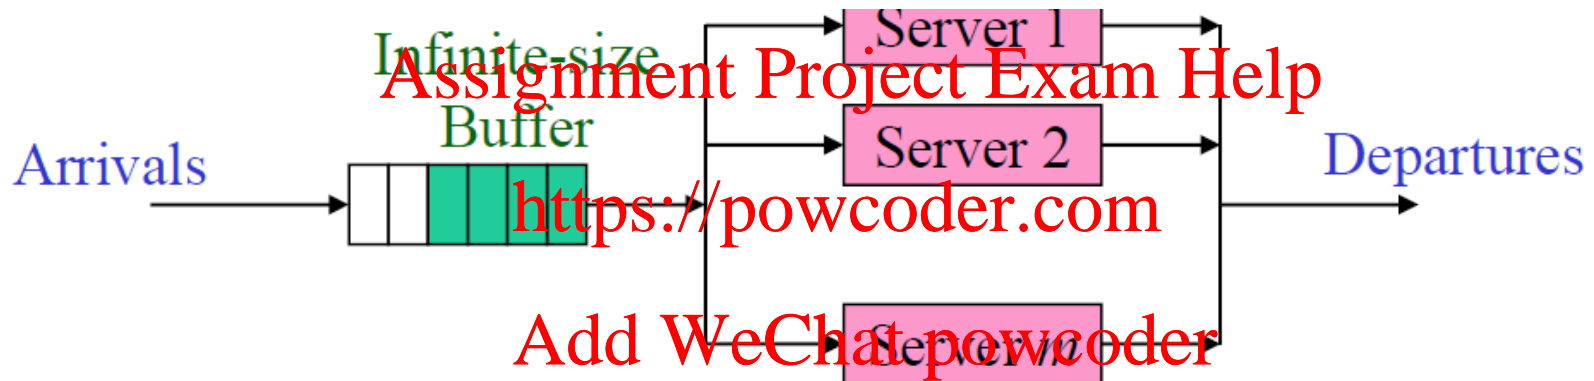 Server 1
Infinite-size
Assignment Project Exam Help
Buffer
Server 2
Arrivals
Departures
https://powcoder.com
Server m
Add WeChat powcoder